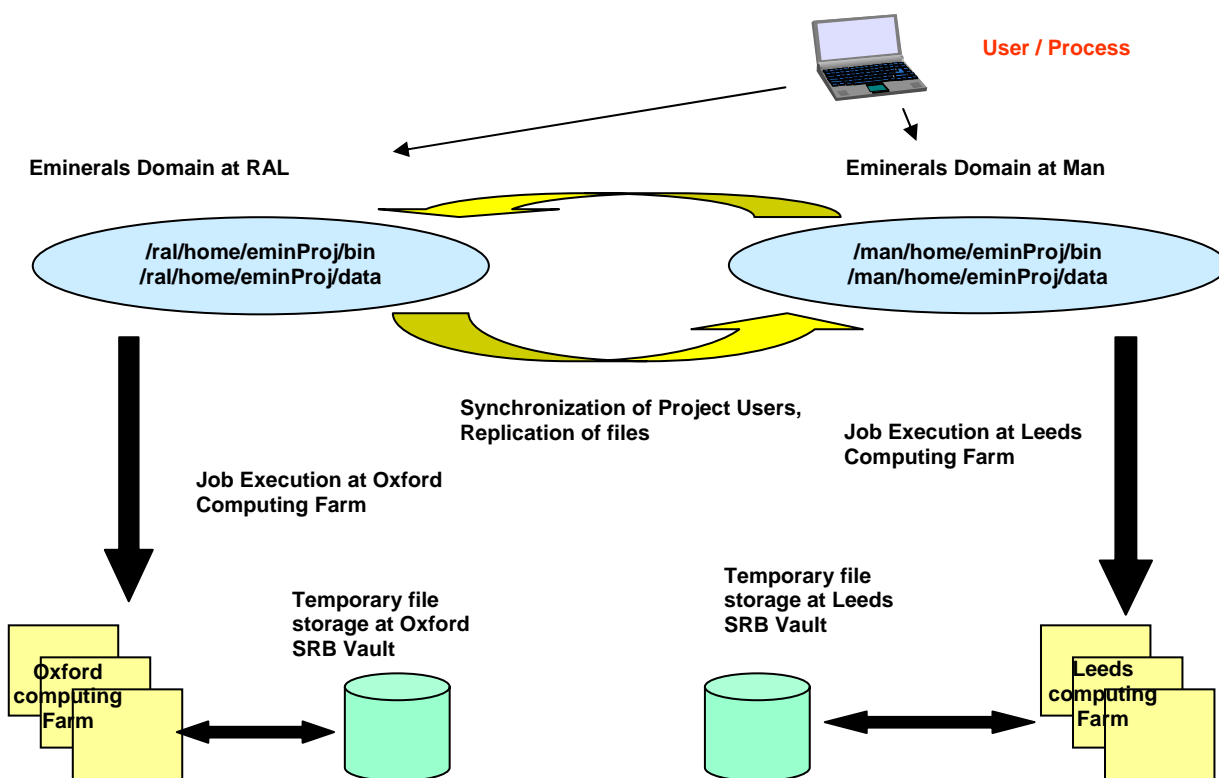 User / Process
Eminerals Domain at RAL
Eminerals Domain at Man
/ral/home/eminProj/bin
/ral/home/eminProj/data
/man/home/eminProj/bin
/man/home/eminProj/data
Synchronization of Project Users,
Replication of files
Job Execution at Leeds
Computing Farm
Job Execution at Oxford
Computing Farm
Temporary file
storage at Oxford
SRB Vault
Temporary file
storage at Leeds
SRB Vault
Oxford
computing
Farm
Leeds
computing
Farm